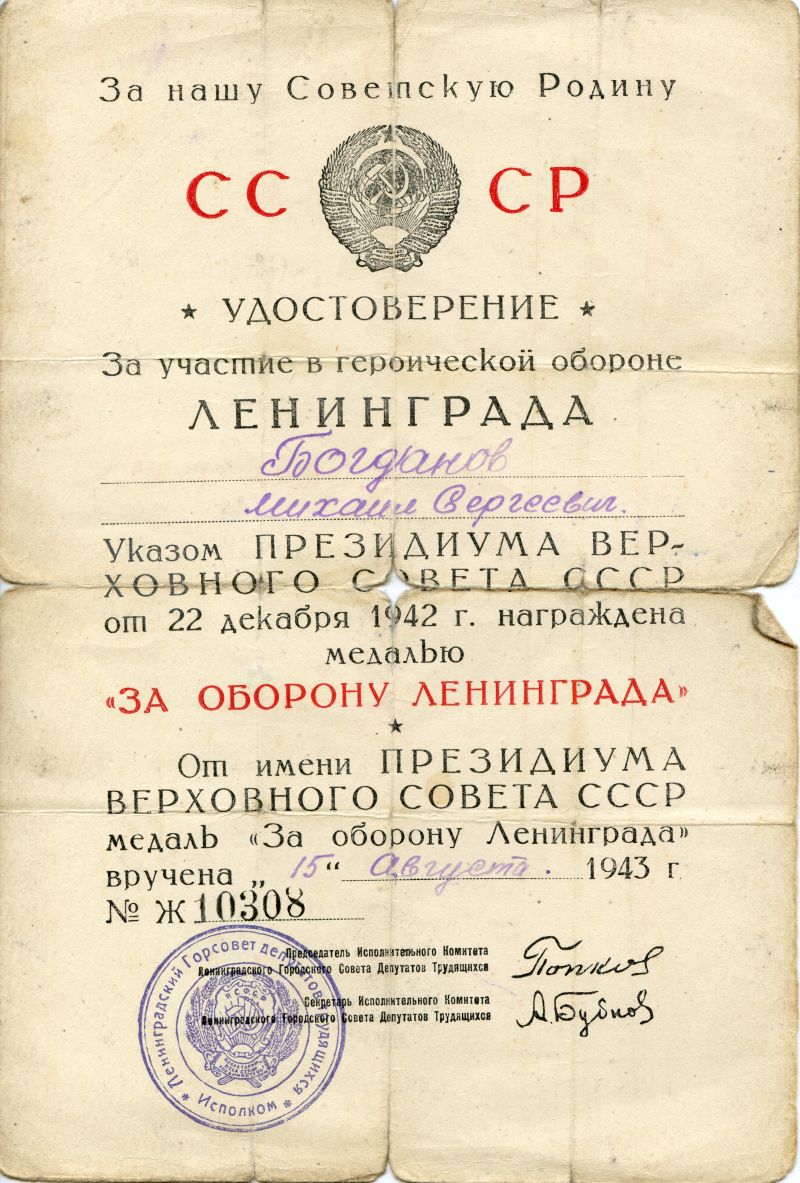 За нашу Советскую Родину
СССР
УДОСТОВЕРЕНИЕ
За участие в героической обороне
ЛЕНИНГРАДА
Богданов
Михаил Сергеевич.
Указом ПРЕЗИДИУМА ВЕР-
ХОВНОГО СОВЕТА СССР
от 22 декабря 1942 г. награждена
медалью
«ЗА ОБОРОНУ ЛЕНИНГРАДА»
От имени ПРЕЗИДИУМА
ВЕРХОВНОГО СОВЕТА СССР
медаль «За оборону Ленинграда»
вручена „15“ Августа. 1943 г
№ Ж 10308
Председатель Исполнительного Комитета
Ленинградского Городского Совета Депутатов Трудящихся
Попков
Секретарь Исполнительного Комитета
Ленинградского Городского Совета Депутатов Трудящихся
А.Бубнов
Ленинградский Горсовет депутатов трудящихся
Исполком
РСФСР